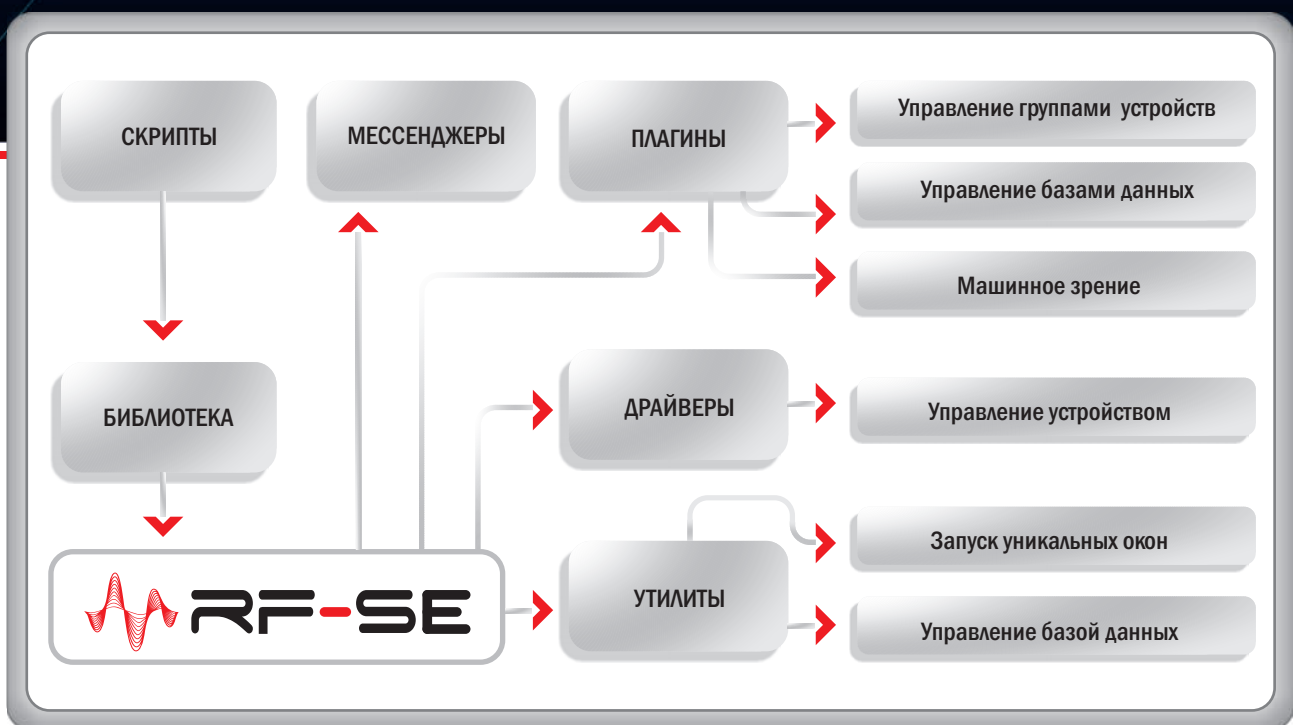 СКРИПТЫ
МЕССЕНДЖЕРЫ
ПЛАГИНЫ
Управление группами устройств
Управление базами данных
Машинное зрение
БИБЛИОТЕКА
ДРАЙВЕРЫ
Управление устройством
Запуск уникальных окон
RF-SE
УТИЛИТЫ
Управление базой данных